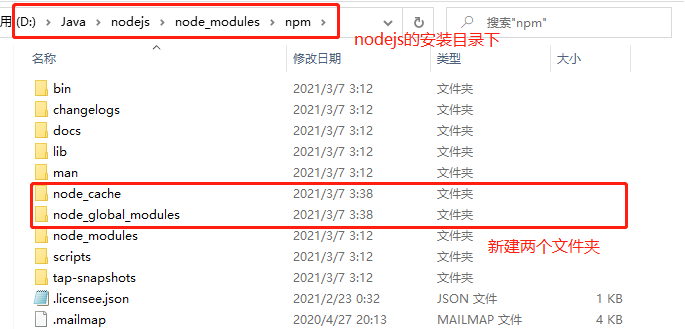 用 (D:) › Java › nodejs › node_modules › npm › 搜索"npm"
nodejs的安装目录下
名称 修改日期 类型 大小
bin 2021/3/7 3:12 文件夹
changelogs 2021/3/7 3:12 文件夹
docs 2021/3/7 3:12 文件夹
lib 2021/3/7 3:12 文件夹
man 2021/3/7 3:12 文件夹
node_cache 2021/3/7 3:38 文件夹
node_global_modules 2021/3/7 3:38 文件夹
node_modules 2021/3/7 3:12 文件夹
新建两个文件夹
scripts 2021/3/7 3:12 文件夹
tap-snapshots 2021/3/7 3:12 文件夹
.licensee.json 2021/2/23 0:32 JSON 文件 1 KB
.mailmap 2020/4/27 20:13 MAILMAP 文件 4 KB